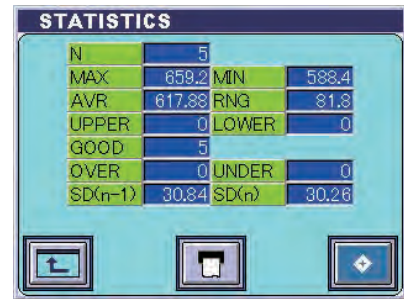 STATISTICS
N 5
MAX 659.2 MIN 588.4
AVR 617.88 RNG 81.8
UPPER 0 LOWER 0
GOOD 5
OVER 0 UNDER 0
SD(n-1) 30.84 SD(n) 30.26